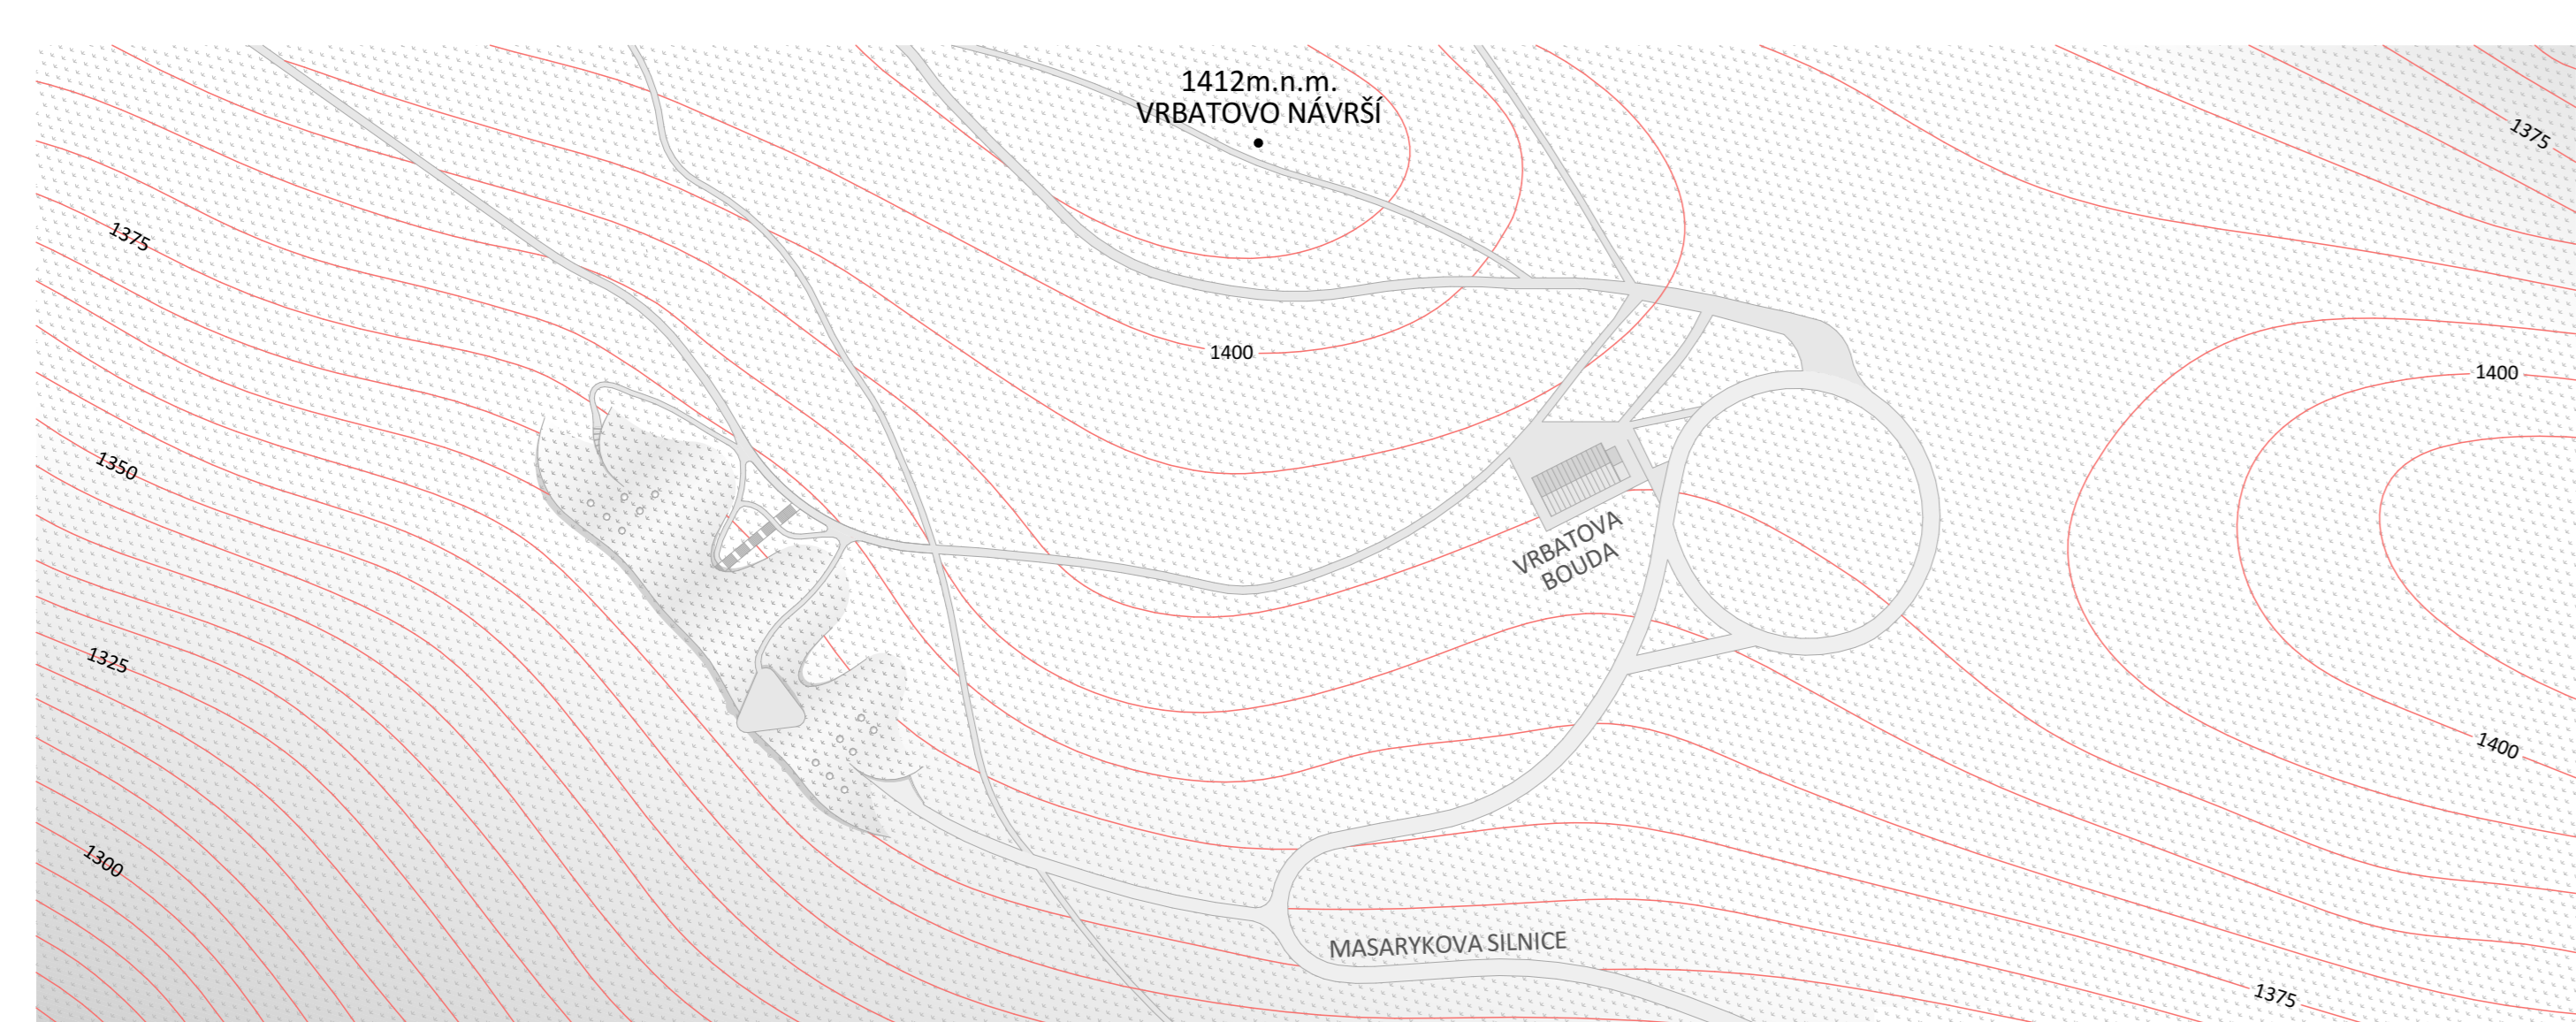 1412m.n.m.
VRBATOVO NÁVRŠÍ
1375
1375
1400
1400
1350
VRBATOVA
BOUDA
1325
1400
1300
MASARYKOVA SILNICE
1375